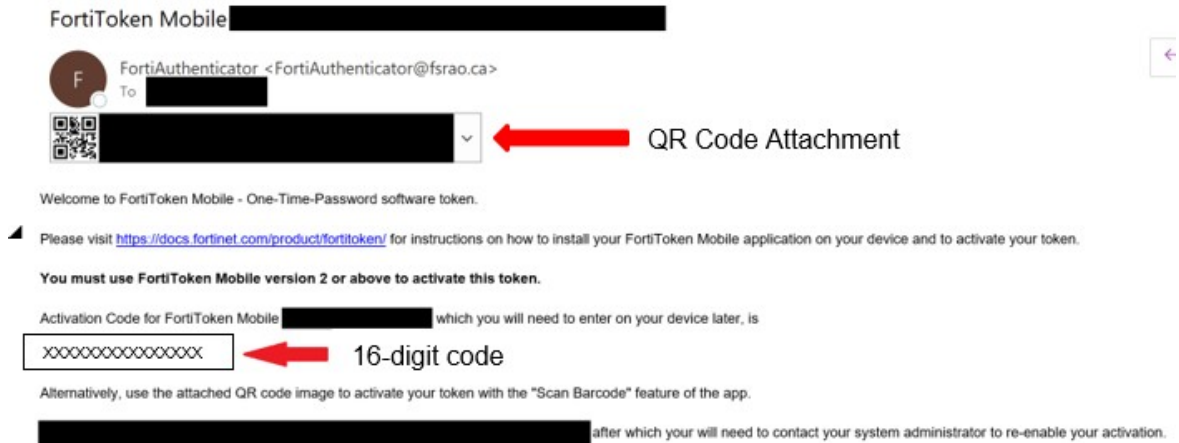 FortiToken Mobile
F
FortiAuthenticator <FortiAuthenticator@fsrao.ca>
To
QR Code Attachment
Welcome to FortiToken Mobile - One-Time-Password software token.
Please visit https://docs.fortinet.com/product/fortitoken/ for instructions on how to install your FortiToken Mobile application on your device and to activate your token.
You must use FortiToken Mobile version 2 or above to activate this token.
Activation Code for FortiToken Mobile which you will need to enter on your device later, is
XXXXXXXXXXXXXXX 16-digit code
Alternatively, use the attached QR code image to activate your token with the "Scan Barcode" feature of the app.
after which your will need to contact your system administrator to re-enable your activation.